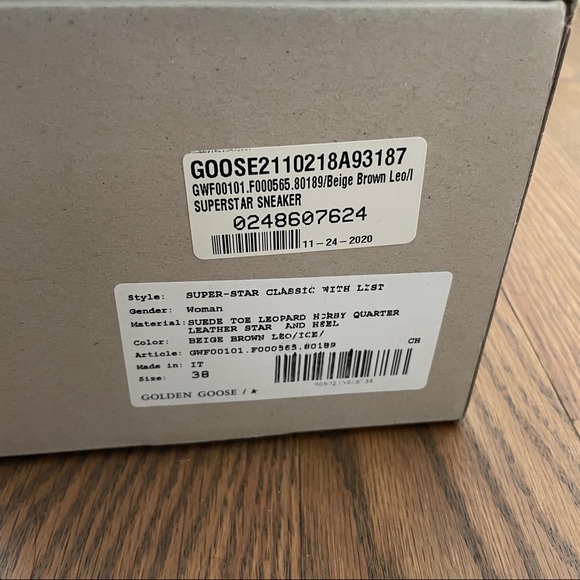 GOOSE2110218A93187
GWF00101.F000565.80189/Beige Brown Leo/I
SUPERSTAR SNEAKER
0248607624
11-24-2020
Style: SUPER-STAR CLASSIC WITH LIST
Gender: Woman
Material: SUEDE TOE LEOPARD HORSY QUARTER
LEATHER STAR AND HEEL
Color: BEIGE BROWN LEO/ICE/
Article: GWF00101.F000565.80189 CH
Made in: IT
Size: 38
GOLDEN GOOSE / ★